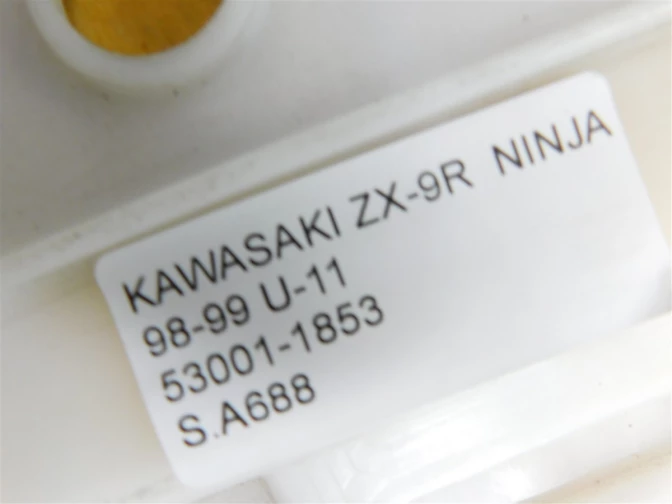 KAWASAKI ZX-9R NINJA
98-99 U-11
53001-1853
S.A688